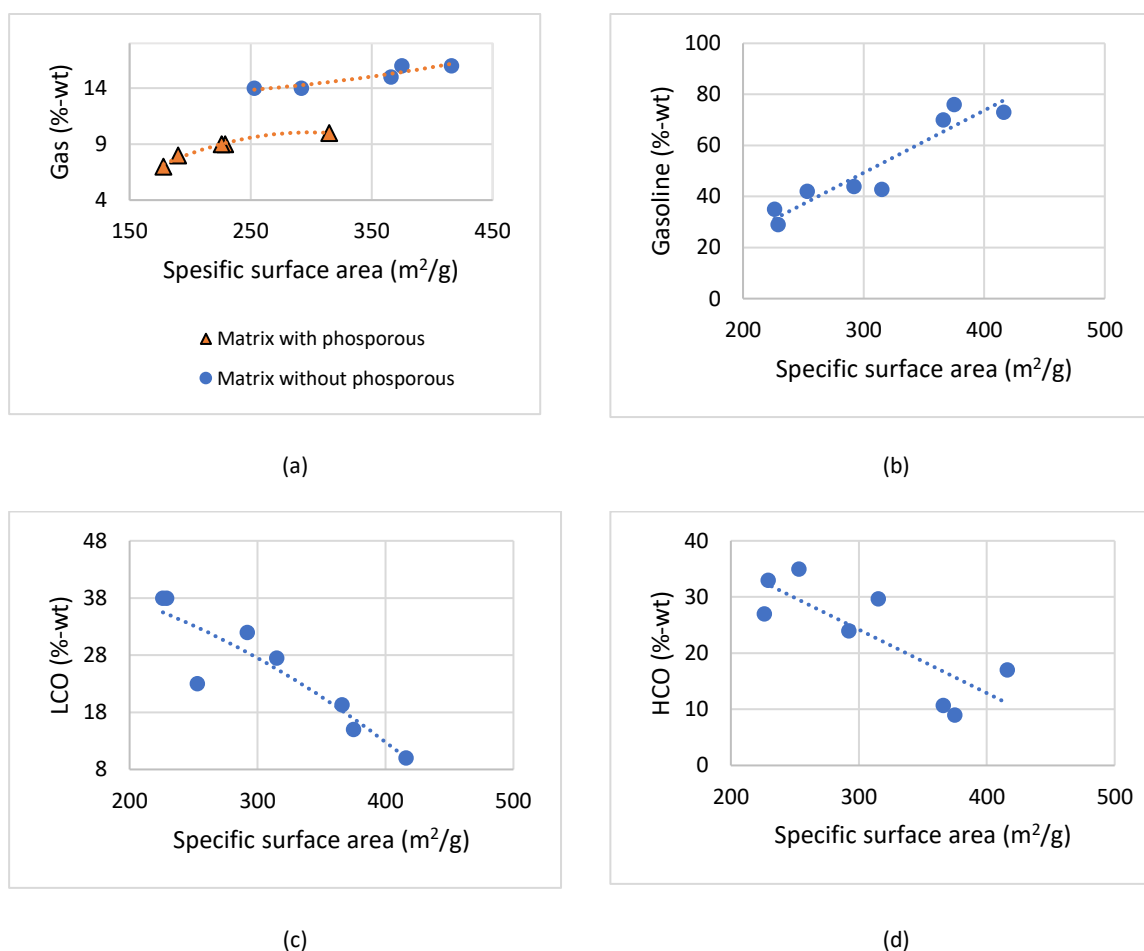 Gas (%-wt)
14
9
4
150 250 350 450
Spesific surface area (m²/g)
Matrix with phosporous
Matrix without phosporous
(a)
Gasoline (%-wt)
100
80
60
40
20
0
200 300 400 500
Specific surface area (m²/g)
(b)
LCO (%-wt)
48
38
28
18
8
200 300 400 500
Specific surface area (m²/g)
(c)
HCO (%-wt)
40
30
20
10
0
200 300 400 500
Specific surface area (m²/g)
(d)